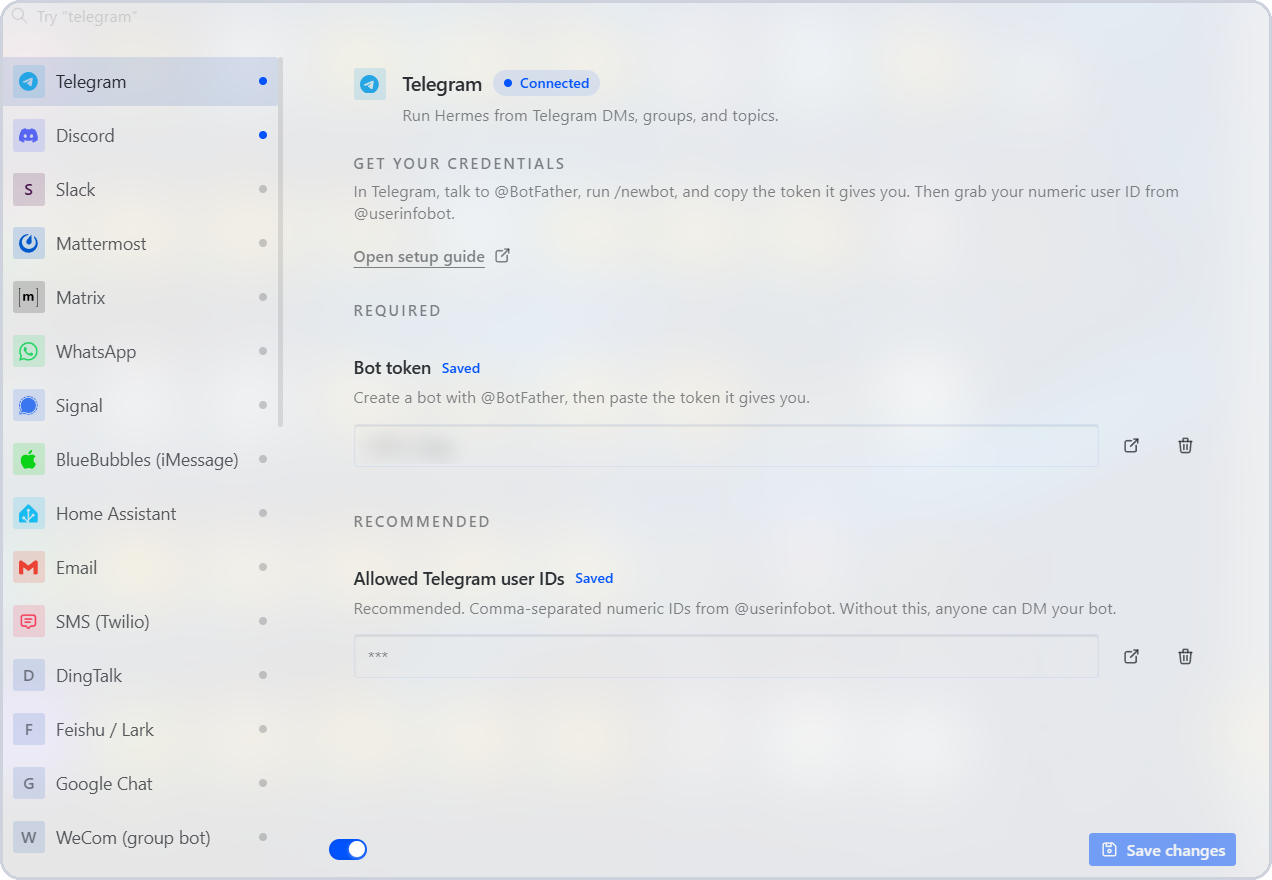 Try "telegram"
Telegram
Discord
S
Slack
Mattermost
[m]
Matrix
WhatsApp
Signal
BlueBubbles (iMessage)
Home Assistant
Email
SMS (Twilio)
D
DingTalk
F
Feishu / Lark
G
Google Chat
W
WeCom (group bot)
Telegram
Connected
Run Hermes from Telegram DMs, groups, and topics.
GET YOUR CREDENTIALS
In Telegram, talk to @BotFather, run /newbot, and copy the token it gives you. Then grab your numeric user ID from
@userinfobot.
Open setup guide
REQUIRED
Bot token Saved
Create a bot with @BotFather, then paste the token it gives you.
RECOMMENDED
Allowed Telegram user IDs Saved
Recommended. Comma-separated numeric IDs from @userinfobot. Without this, anyone can DM your bot.
***
Save changes